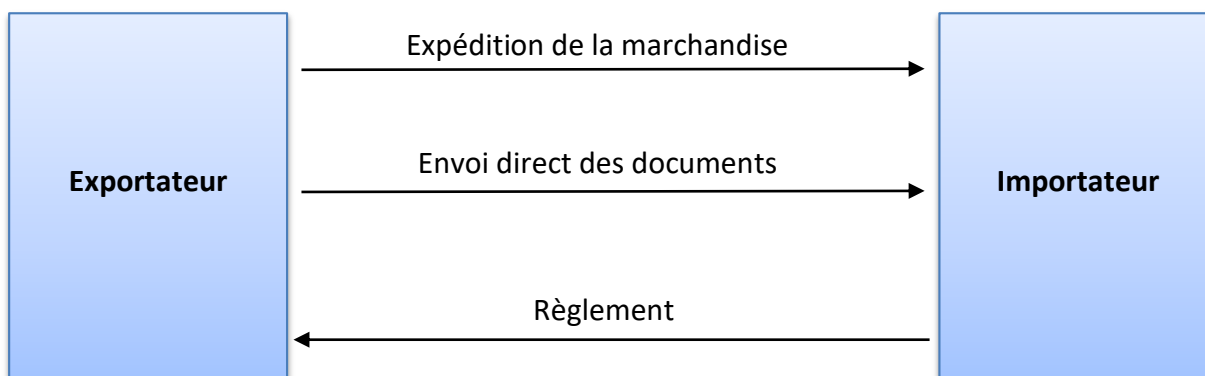 Expédition de la marchandise
Envoi direct des documents
Exportateur
Importateur
Règlement